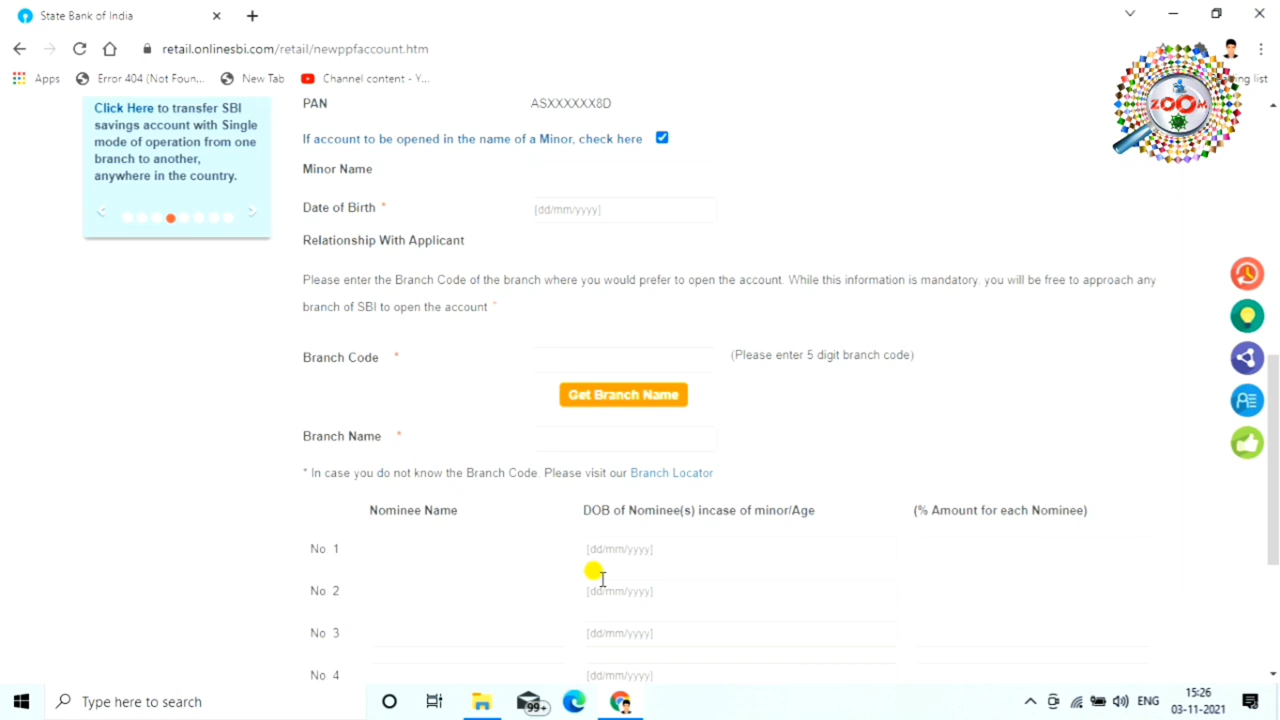 State Bank of India
retail.onlinesbi.com/retail/newppfaccount.htm
Apps
Error 404 (Not Foun...
New Tab
Channel content - Y...
ZOOM
Click Here to transfer SBI
savings account with Single
mode of operation from one
branch to another,
anywhere in the country.
PAN ASXXXXXX8D
If account to be opened in the name of a Minor, check here
Minor Name
Date of Birth * [dd/mm/yyyy]
Relationship With Applicant
Please enter the Branch Code of the branch where you would prefer to open the account. While this information is mandatory, you will be free to approach any
branch of SBI to open the account *
Branch Code * (Please enter 5 digit branch code)
Get Branch Name
Branch Name *
* In case you do not know the Branch Code. Please visit our Branch Locator
Nominee Name DOB of Nominee(s) incase of minor/Age (% Amount for each Nominee)
No 1 [dd/mm/yyyy]
No 2 [dd/mm/yyyy]
No 3 [dd/mm/yyyy]
No 4 [dd/mm/yyyy]
Type here to search
99+
ENG
15:26
03-11-2021